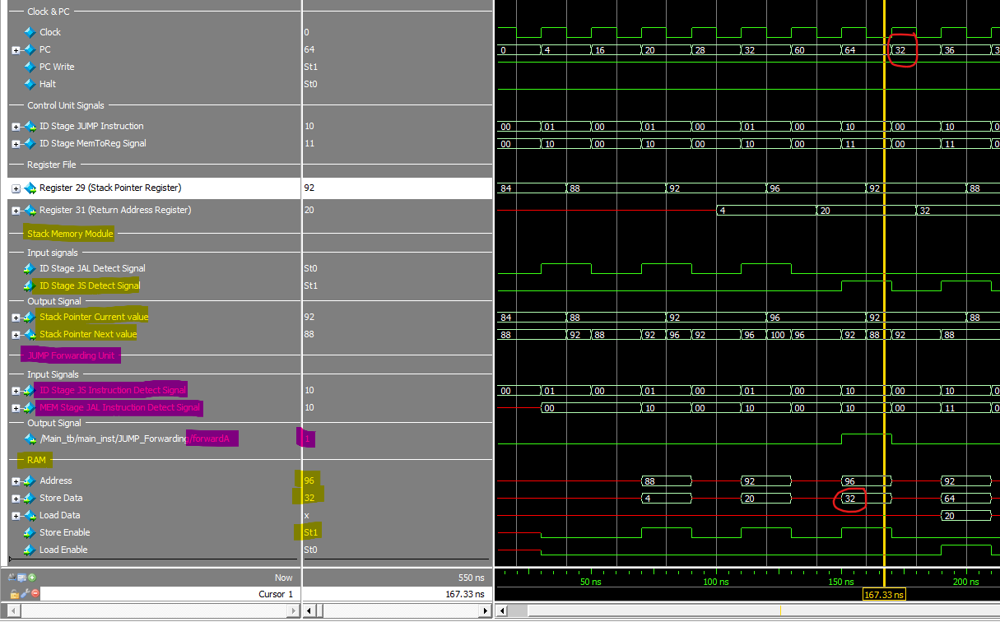 Clock & PC
Clock 0
PC 64 0 4 16 20 28 32 60 64 32 36 3
PC Write St1
Halt St0
Control Unit Signals
ID Stage JUMP Instruction 10 00 01 00 01 00 01 00 10 00 10 0
ID Stage MemToReg Signal 11 00 10 00 10 00 10 00 11 00 11 0
Register File
Register 29 (Stack Pointer Register) 92 84 88 92 96 92 88
Register 31 (Return Address Register) 20 4 20 32
Stack Memory Module
Input signals
ID Stage JAL Detect Signal St0
ID Stage JS Detect Signal St1
Output Signal
Stack Pointer Current value 92 84 88 92 96 92 88
Stack Pointer Next value 88 88 92 88 92 96 92 96 100 96 92 88 92 88
JUMP Forwarding Unit
Input Signals
ID Stage JS Instruction Detect Signal 10 00 01 00 01 00 01 00 10 00 10 0
MEM Stage JAL Instruction Detect Signal 10 00 10 00 10 00 10 00 11 0
Output Signal
/Main_tb/main_inst/JUMP_Forwarding/forwardA 1
RAM
Address 96 88 92 96 92
Store Data 32 4 20 32 64
Load Data x 20
Store Enable St1
Load Enable St0
Now 550 ns 50 ns 100 ns 150 ns 200 ns
Cursor 1 167.33 ns 167.33 ns